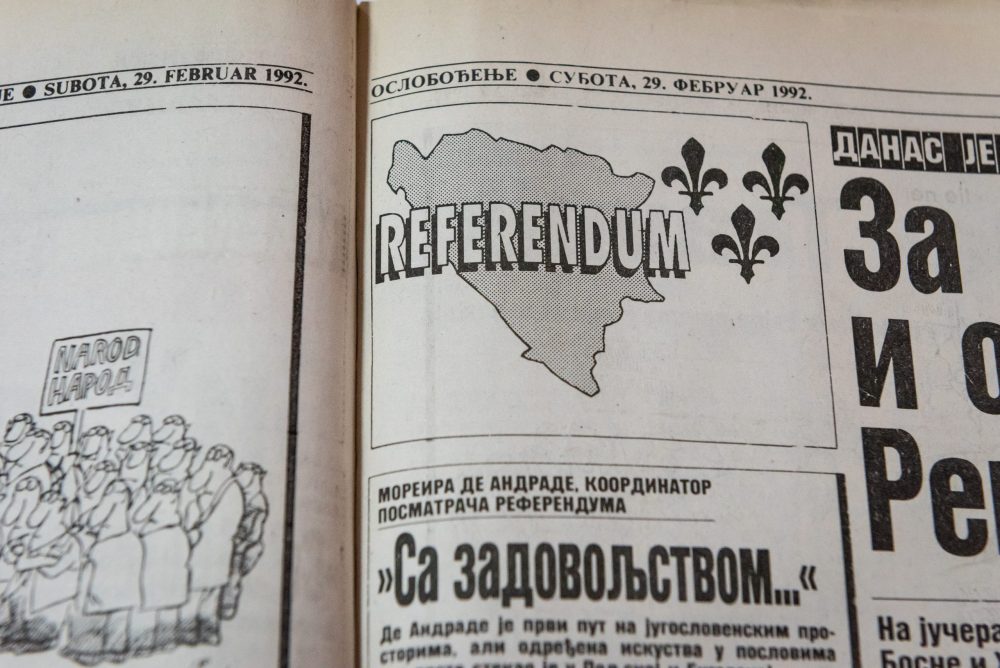 SUBOTA, 29. FEBRUAR 1992.
NAROD
НАРОД
ОСЛОБОЂЕЊЕ ● СУБОТА, 29. ФЕБРУАР 1992.
REFERENDUM
МОРЕИРА ДЕ АНДРАДЕ, КООРДИНАТОР
ПОСМАТРАЧА РЕФЕРЕНДУМА
»Са задовољством...«
Де Андраде је први пут на југословенским про-
сторима, али одређена искуства у пословима
ДАНАС ЈЕ
За
и
На јучера
Босне и